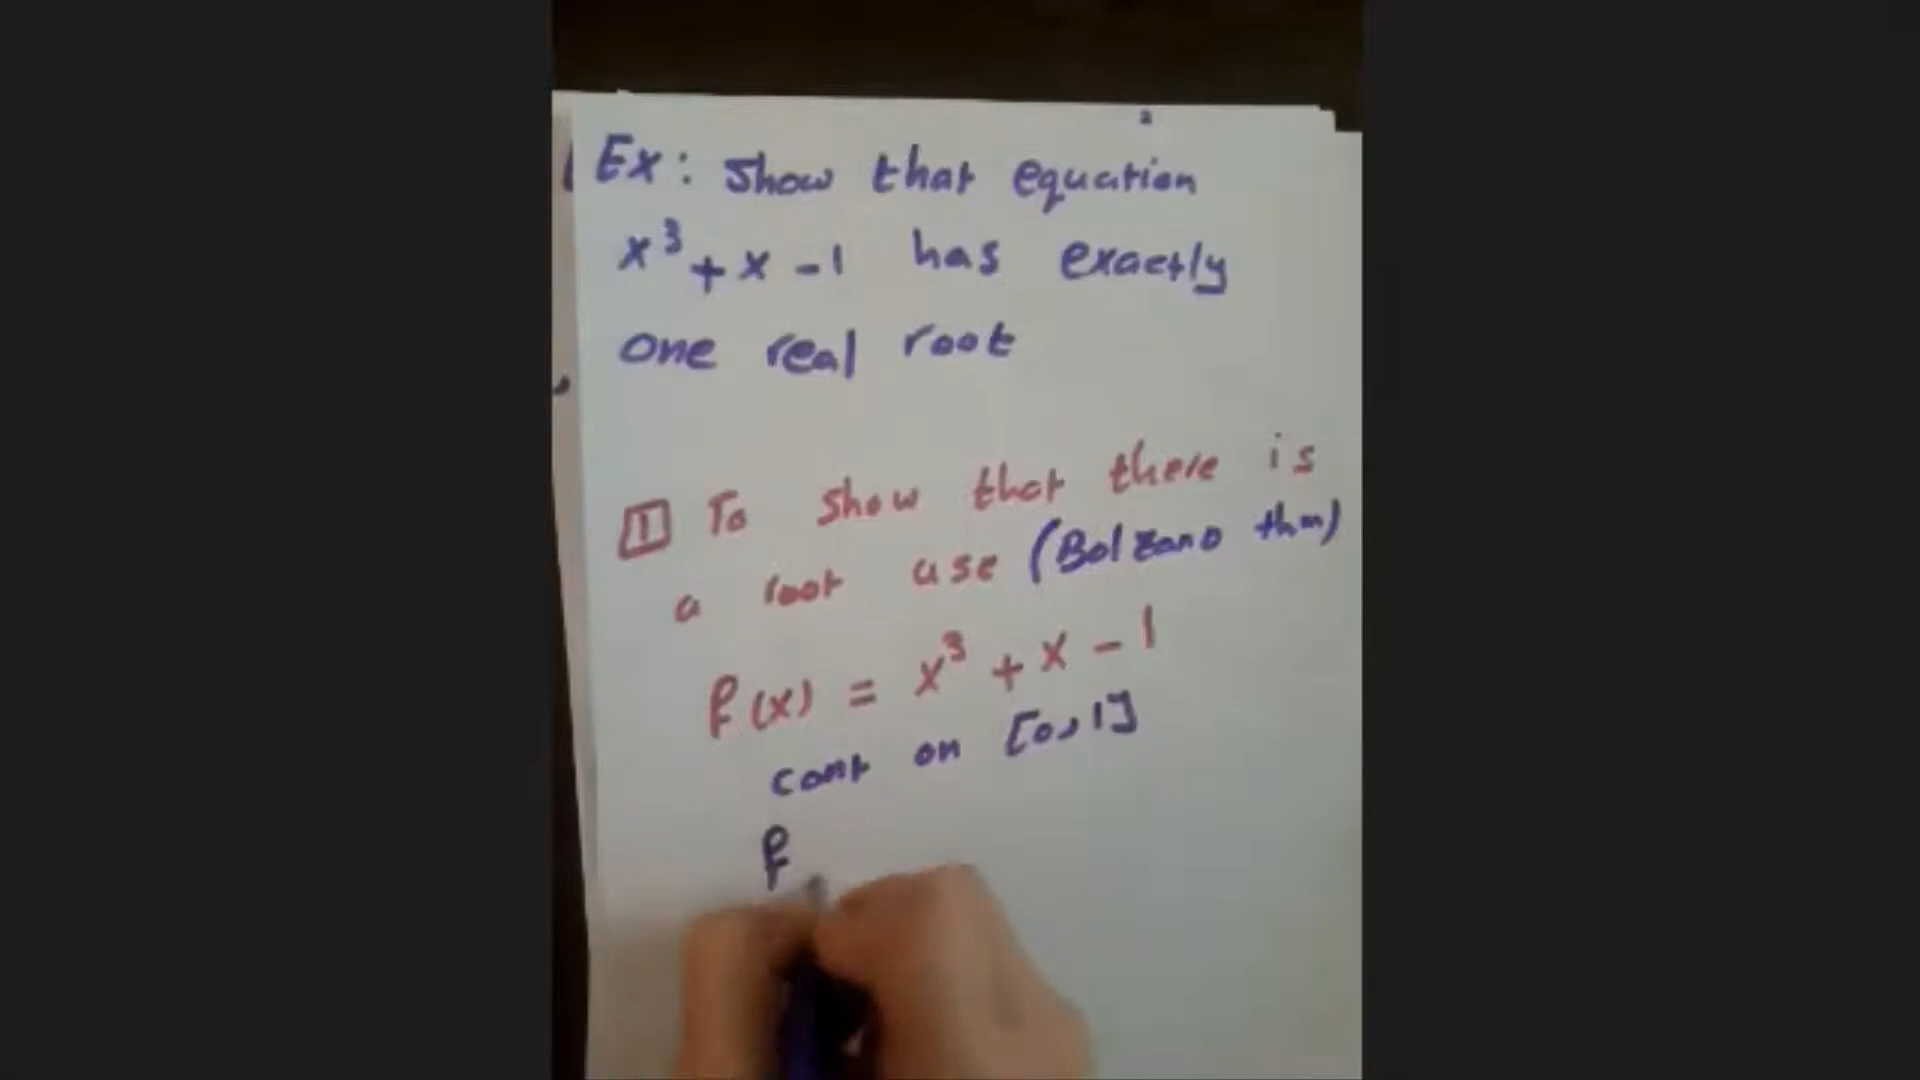 Ex: Show that equation
x³ + x - 1 has exactly
one real root
1 To show that there is
a root use (Bolzano thm)
f(x) = x³ + x - 1
cont on [0,1]
f